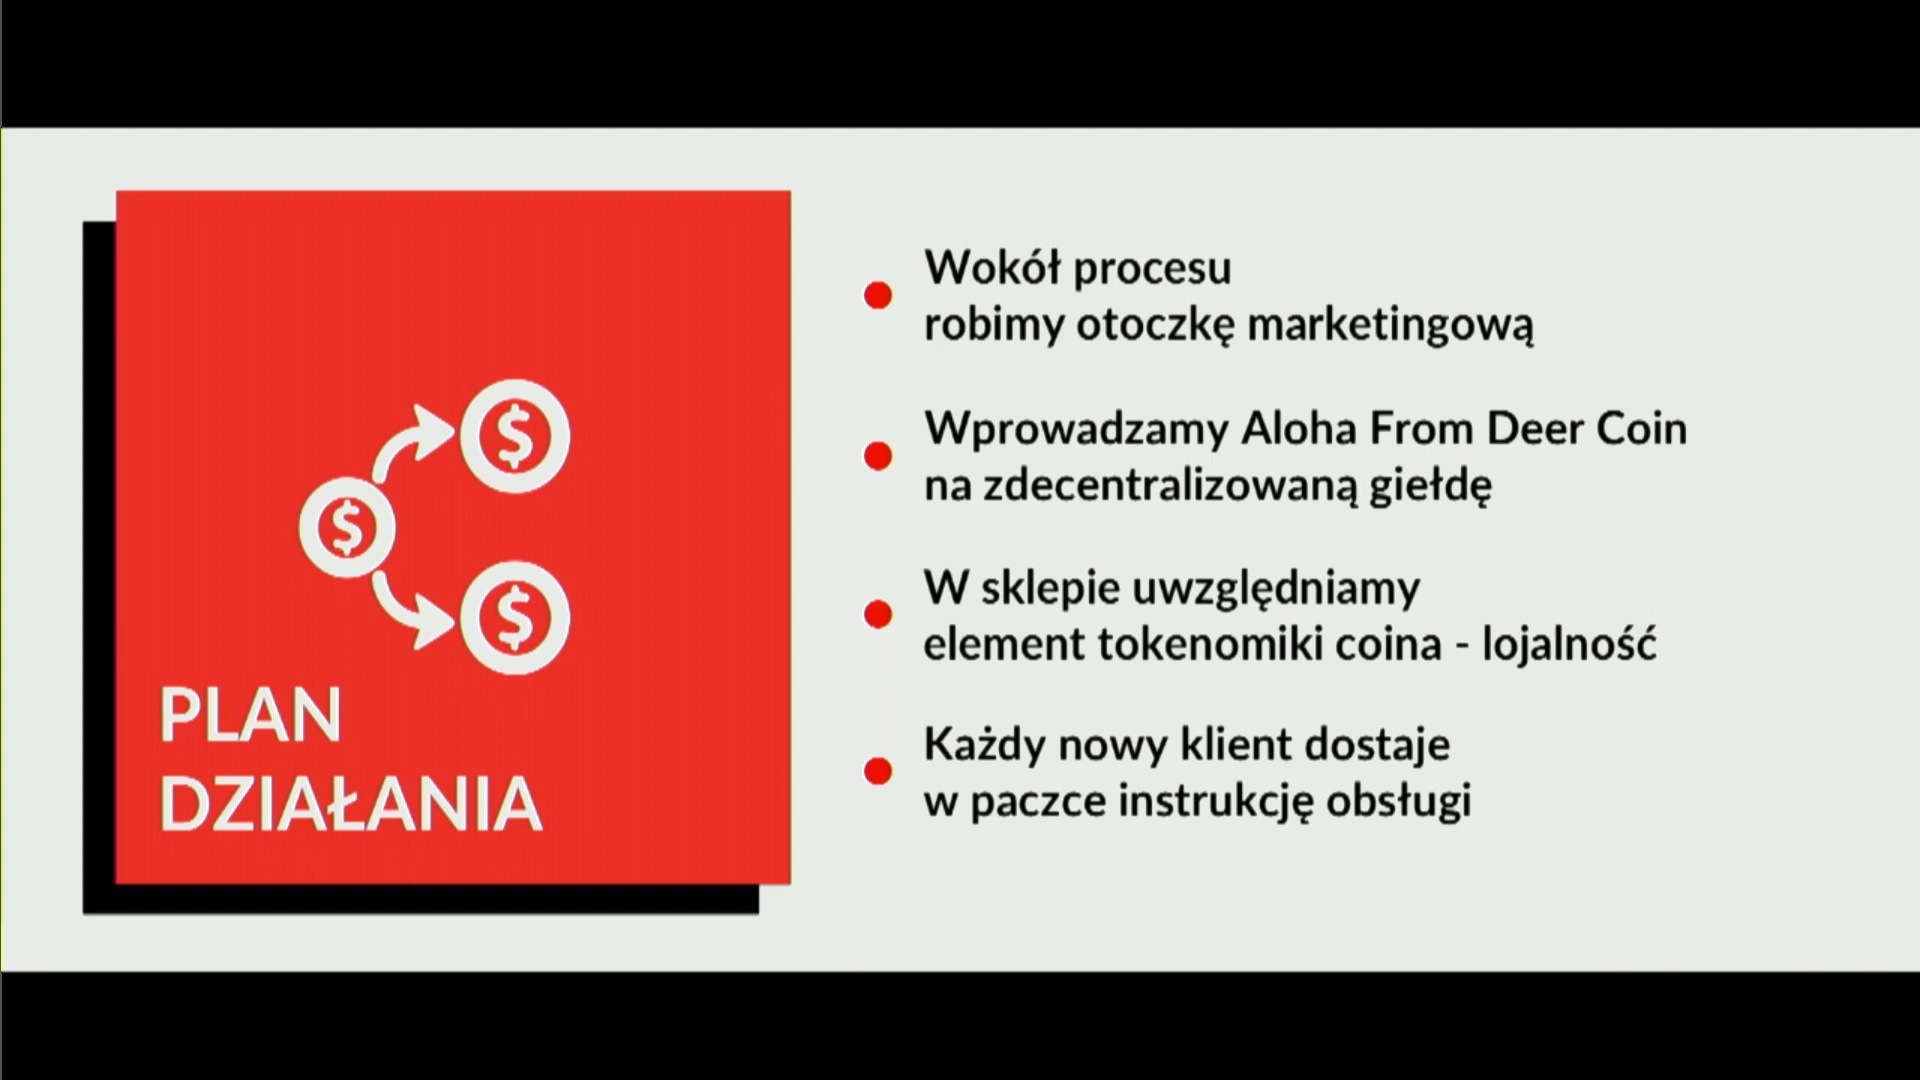 PLAN
DZIAŁANIA
Wokół procesu
robimy otoczkę marketingową
Wprowadzamy Aloha From Deer Coin
na zdecentralizowaną giełdę
W sklepie uwzględniamy
element tokenomiki coina - lojalność
Każdy nowy klient dostaje
w paczce instrukcję obsługi